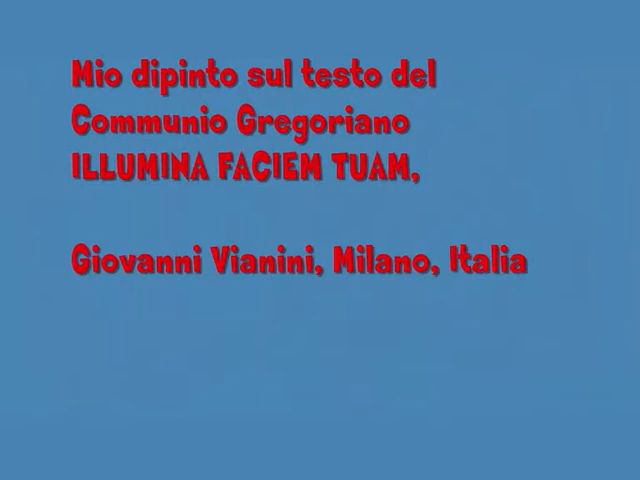 Mio dipinto sul testo del
Communio Gregoriano
ILLUMINA FACIEM TUAM,
Giovanni Vianini, Milano, Italia